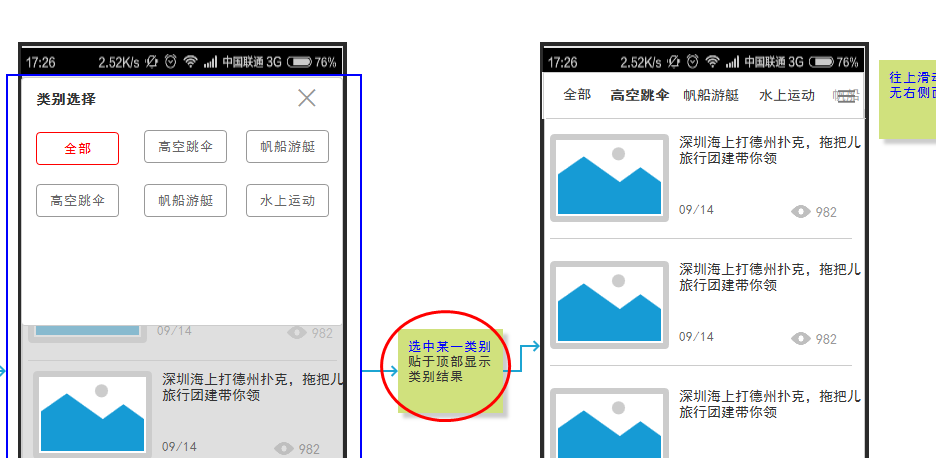 17:26 2.52K/s 中国联通 3G 76%
类别选择
全部 高空跳伞 帆船游艇
高空跳伞 帆船游艇 水上运动
09/14 982
深圳海上打德州扑克，拖把儿
旅行团建带你领
09/14 982
选中某一类别
贴于顶部显示
类别结果
17:26 2.52K/s 中国联通 3G 76%
全部 高空跳伞 帆船游艇 水上运动 帆船
深圳海上打德州扑克，拖把儿
旅行团建带你领
09/14 982
深圳海上打德州扑克，拖把儿
旅行团建带你领
09/14 982
深圳海上打德州扑克，拖把儿
旅行团建带你领
往上滑动
无右侧面